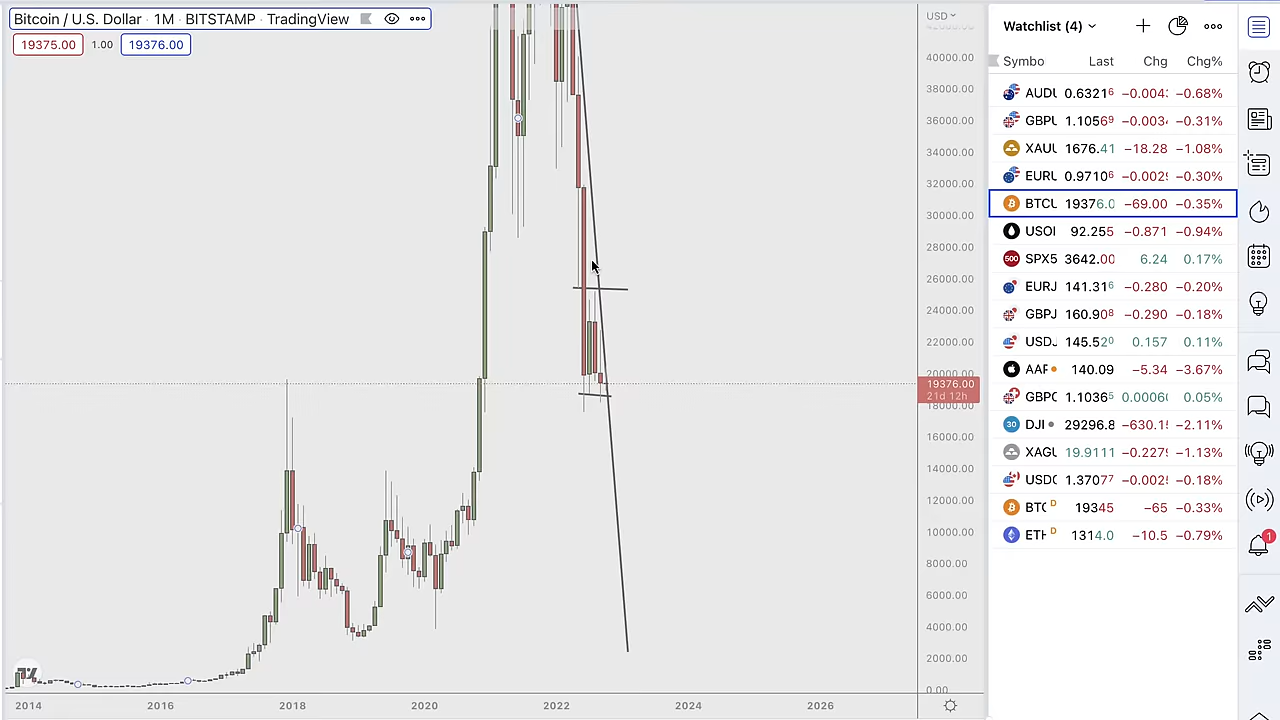 Bitcoin / U.S. Dollar · 1M · BITSTAMP · TradingView
19375.00 1.00 19376.00
USD
40000.00
38000.00
36000.00
34000.00
32000.00
30000.00
28000.00
26000.00
24000.00
22000.00
20000.00
19376.00
21d 12h
18000.00
16000.00
14000.00
12000.00
10000.00
8000.00
6000.00
4000.00
2000.00
0.00
2014 2016 2018 2020 2022 2024 2026
Watchlist (4)
Symbo Last Chg Chg%
AUDU 0.63216 −0.004 −0.68%
GBPU 1.10569 −0.003 −0.31%
XAUU 1676.41 −18.28 −1.08%
EURU 0.97106 −0.002 −0.30%
BTCU 19376.0 −69.00 −0.35%
USOI 92.255 −0.871 −0.94%
500 SPX5 3642.00 6.24 0.17%
EURJ 141.316 −0.280 −0.20%
GBPJ 160.908 −0.290 −0.18%
USDJ 145.520 0.157 0.11%
AAP 140.09 −5.34 −3.67%
GBPC 1.10365 0.0006 0.05%
30 DJI 29296.8 −630.1 −2.11%
XAGU 19.9111 −0.227 −1.13%
USDC 1.37077 −0.002 −0.18%
BTC D 19345 −65 −0.33%
ETH D 1314.0 −10.5 −0.79%
1